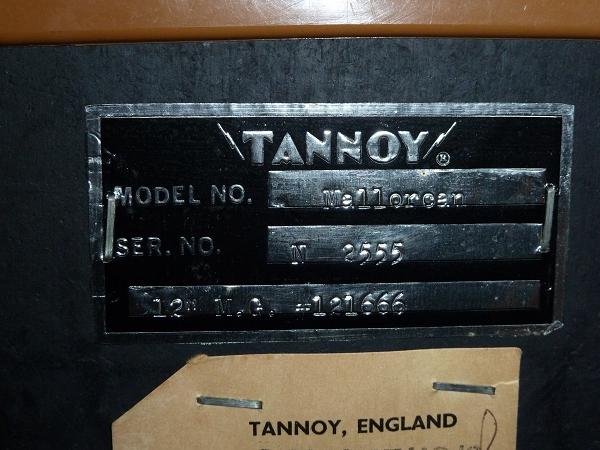 TANNOY®
MODEL NO. Mallorcan
SER. NO. N 2555
12" M.G. #121666
TANNOY, ENGLAND